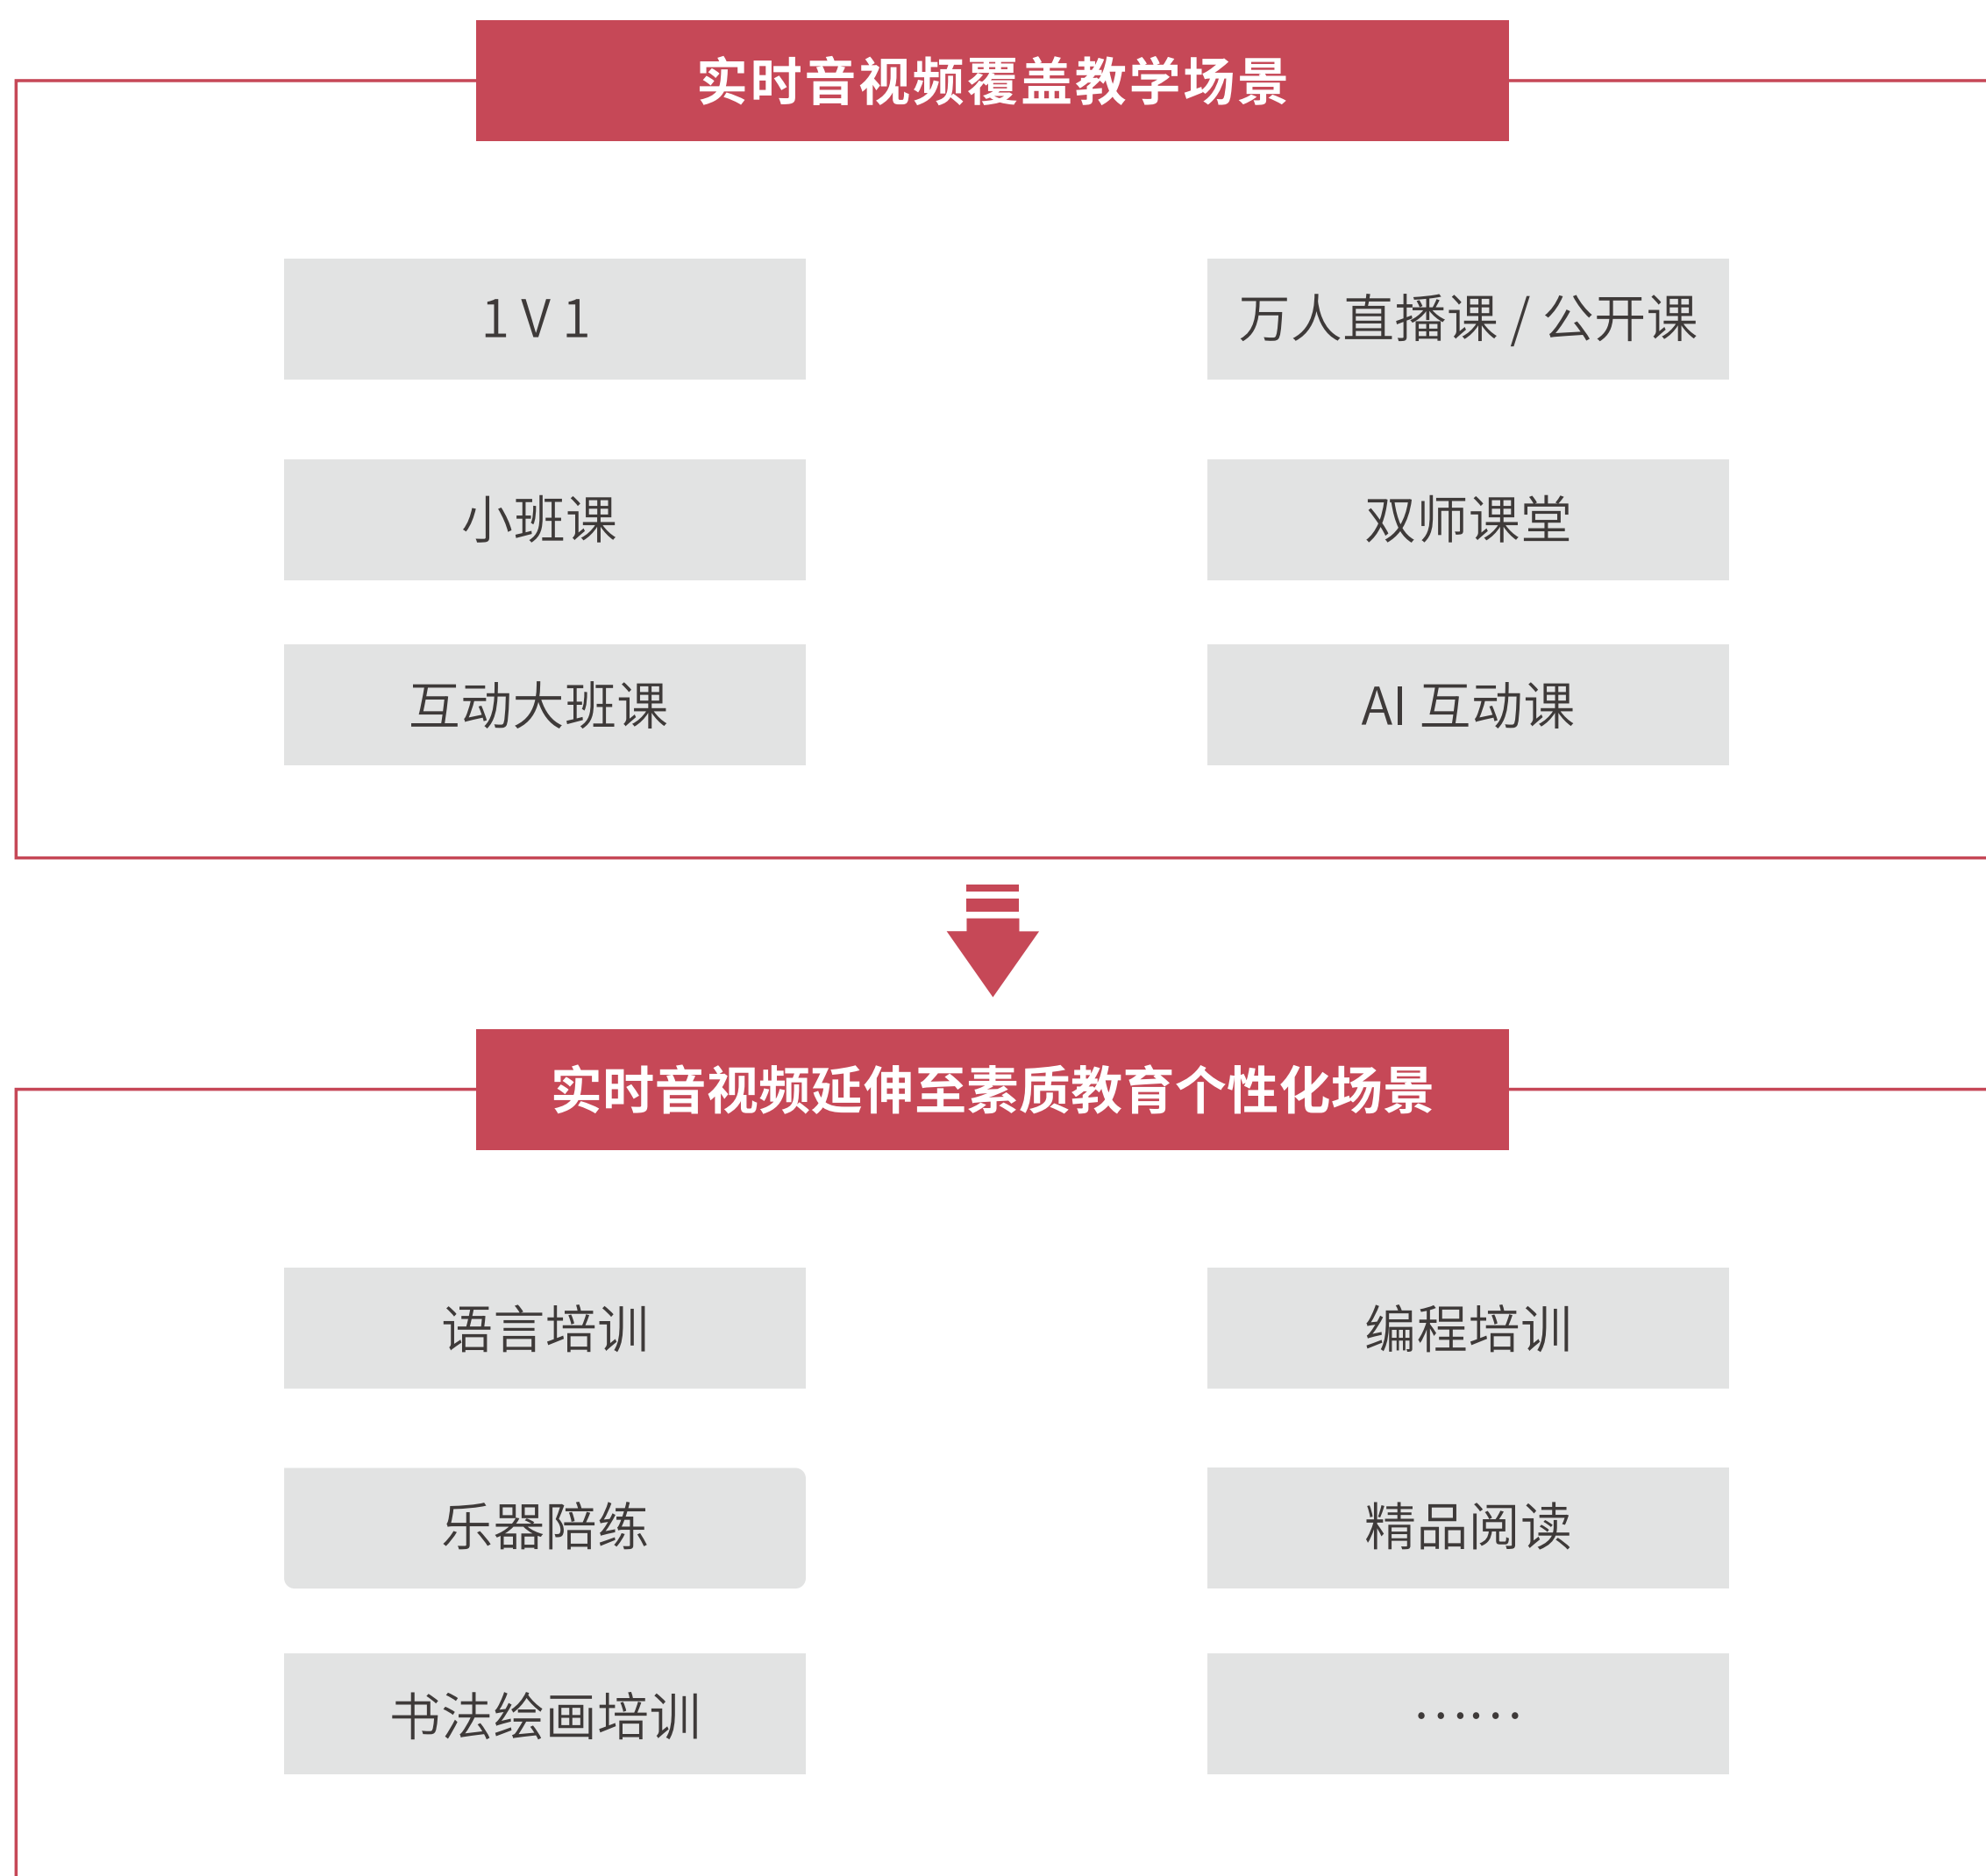 实时音视频覆盖教学场景
1 V 1
万人直播课 / 公开课
小班课
双师课堂
互动大班课
AI 互动课
实时音视频延伸至素质教育个性化场景
语言培训
编程培训
乐器陪练
精品阅读
书法绘画培训
······